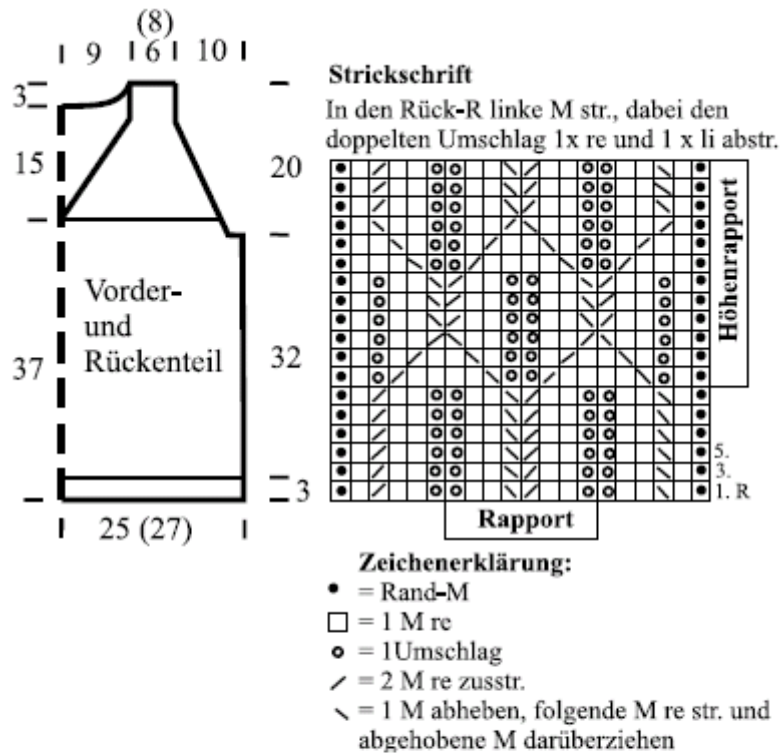 (8)
9 6 10
3
15
37
20
32
3
Vorder-
und
Rückenteil
25 (27)
Strickschrift
In den Rück-R linke M str., dabei den
doppelten Umschlag 1x re und 1 x li abstr.
Höhenrapport
5.
3.
1. R
Rapport
Zeichenerklärung:
• = Rand-M
□ = 1 M re
o = 1Umschlag
/ = 2 M re zusstr.
\ = 1 M abheben, folgende M re str. und
abgehobene M darüberziehen